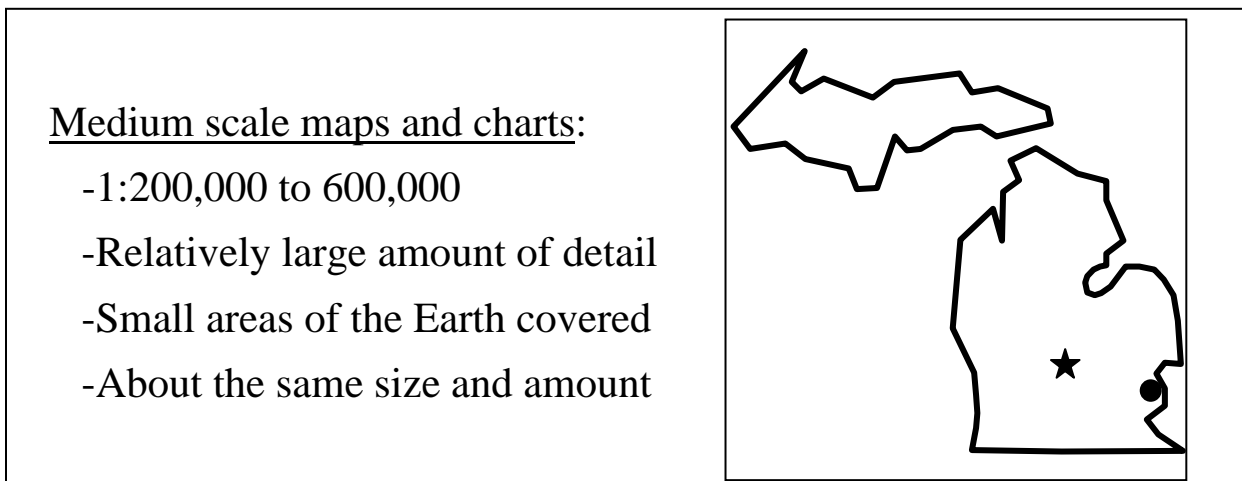 Medium scale maps and charts:
-1:200,000 to 600,000
-Relatively large amount of detail
-Small areas of the Earth covered
-About the same size and amount